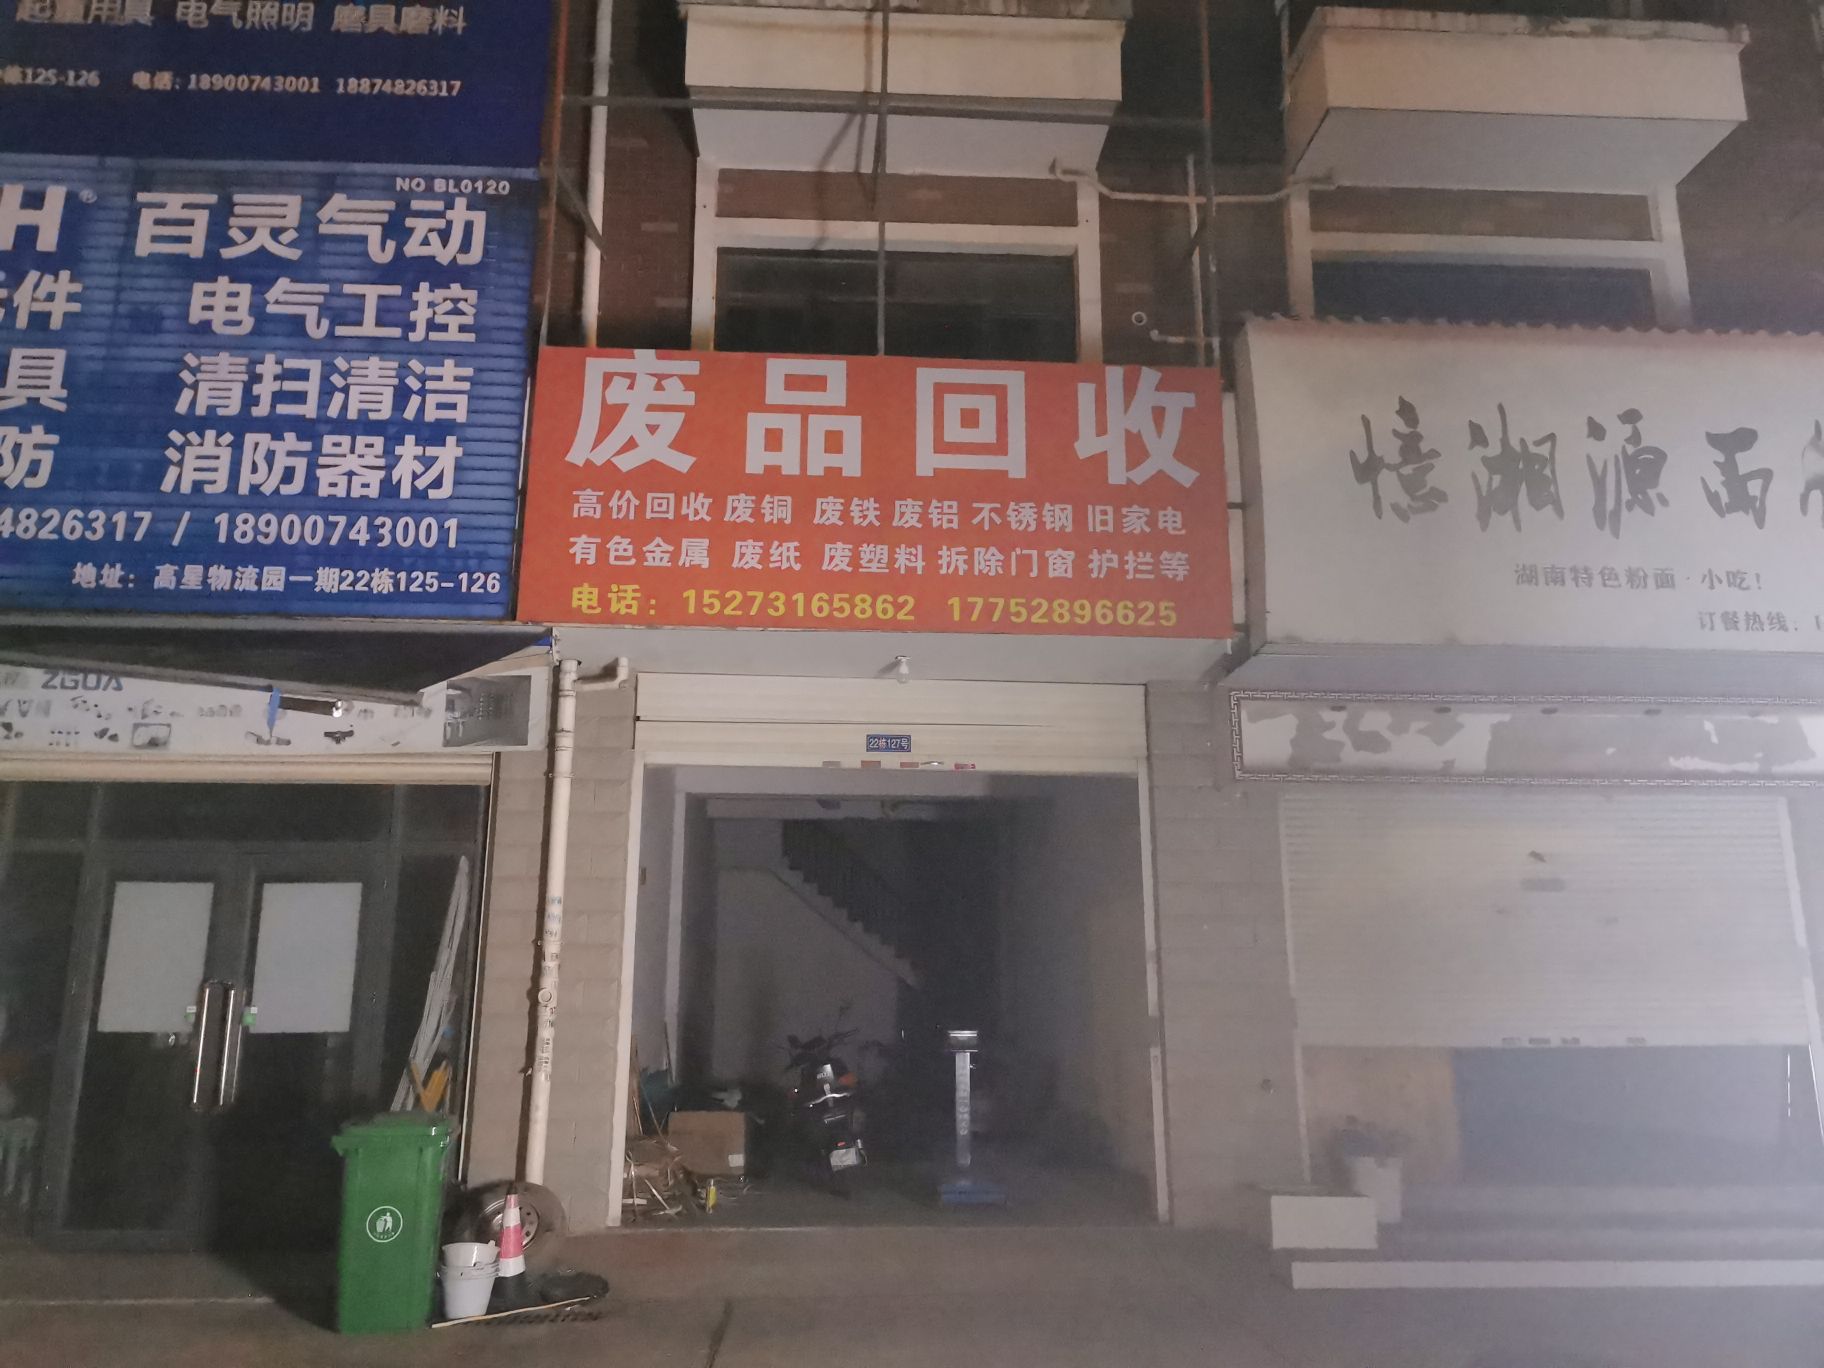 起重用具 电气照明 磨具磨料
栋125-126 电话：18900743001 18874826317
NO BL0120
H® 百灵气动
元件 电气工控
具 清扫清洁
防 消防器材
4826317 / 18900743001
地址：高星物流园一期22栋125-126
废品回收
高价回收 废铜 废铁 废铝 不锈钢 旧家电
有色金属 废纸 废塑料 拆除门窗 护拦等
电话：15273165862 17752896625
憶湘源面
湖南特色粉面·小吃！
订餐热线：1
22栋127号